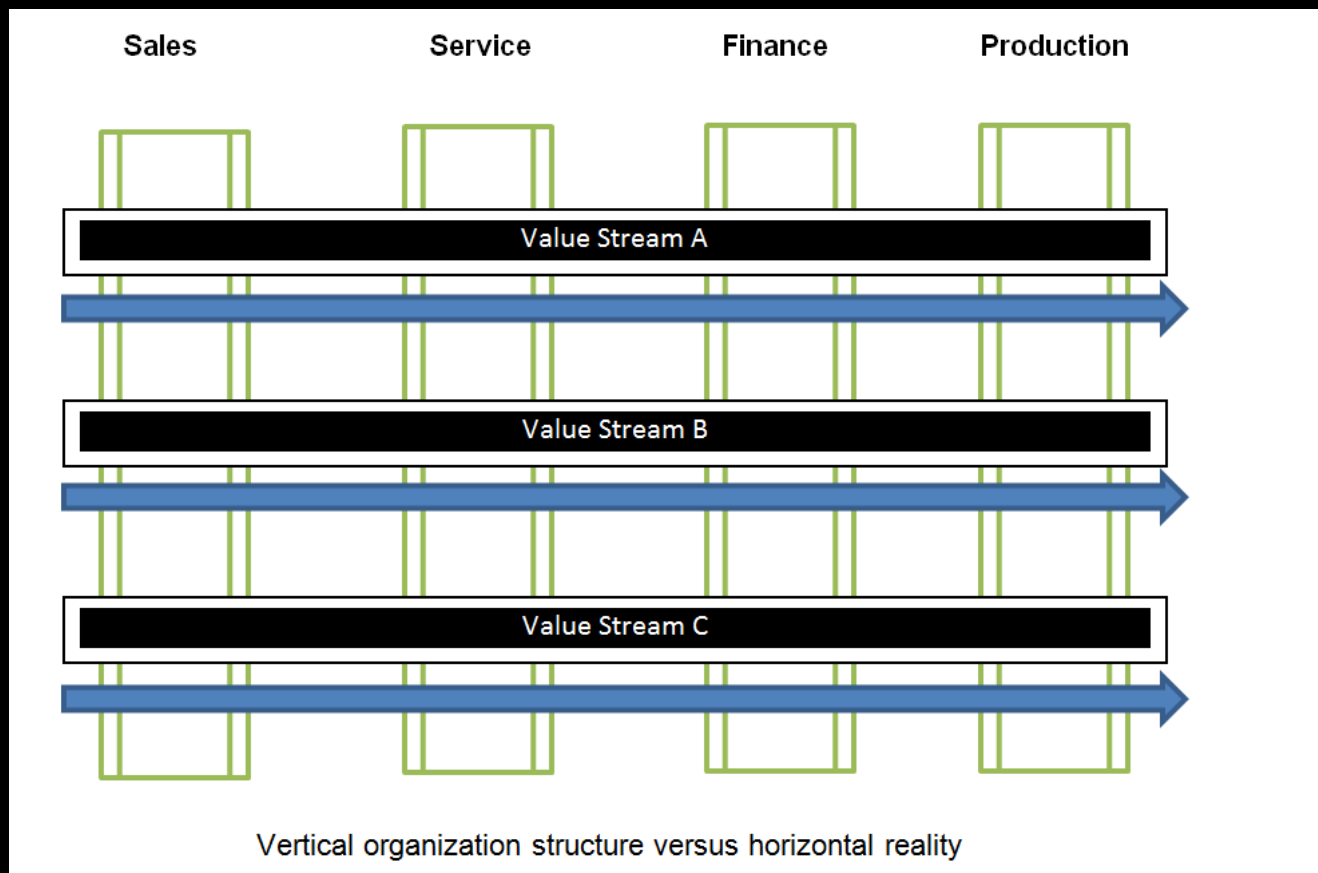 Sales Service Finance Production
Value Stream A
Value Stream B
Value Stream C
Vertical organization structure versus horizontal reality